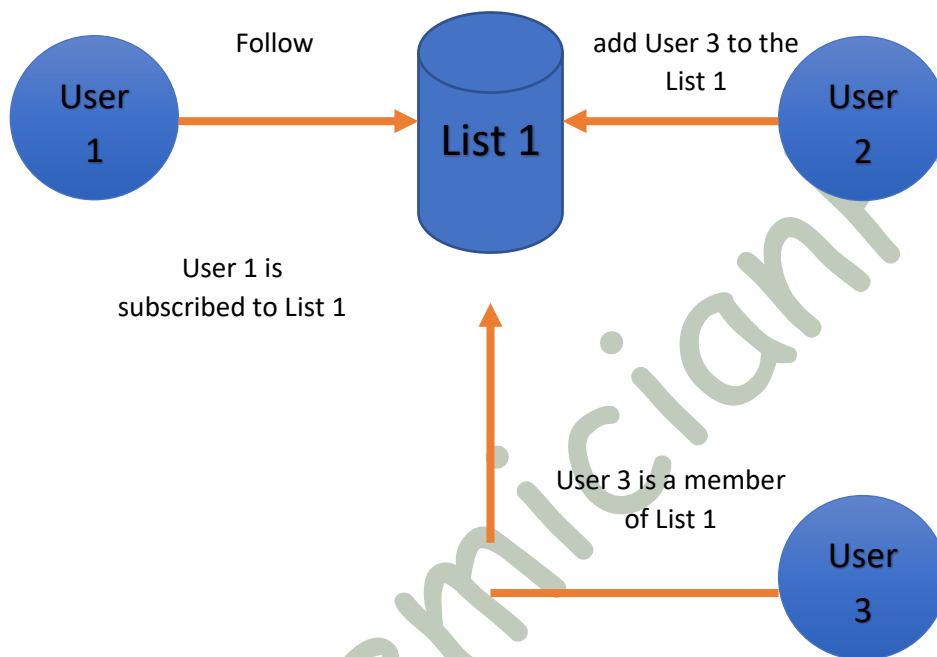 Follow
add User 3 to the
List 1
User
1
List 1
User
2
User 1 is
subscribed to List 1
User 3 is a member
of List 1
User
3